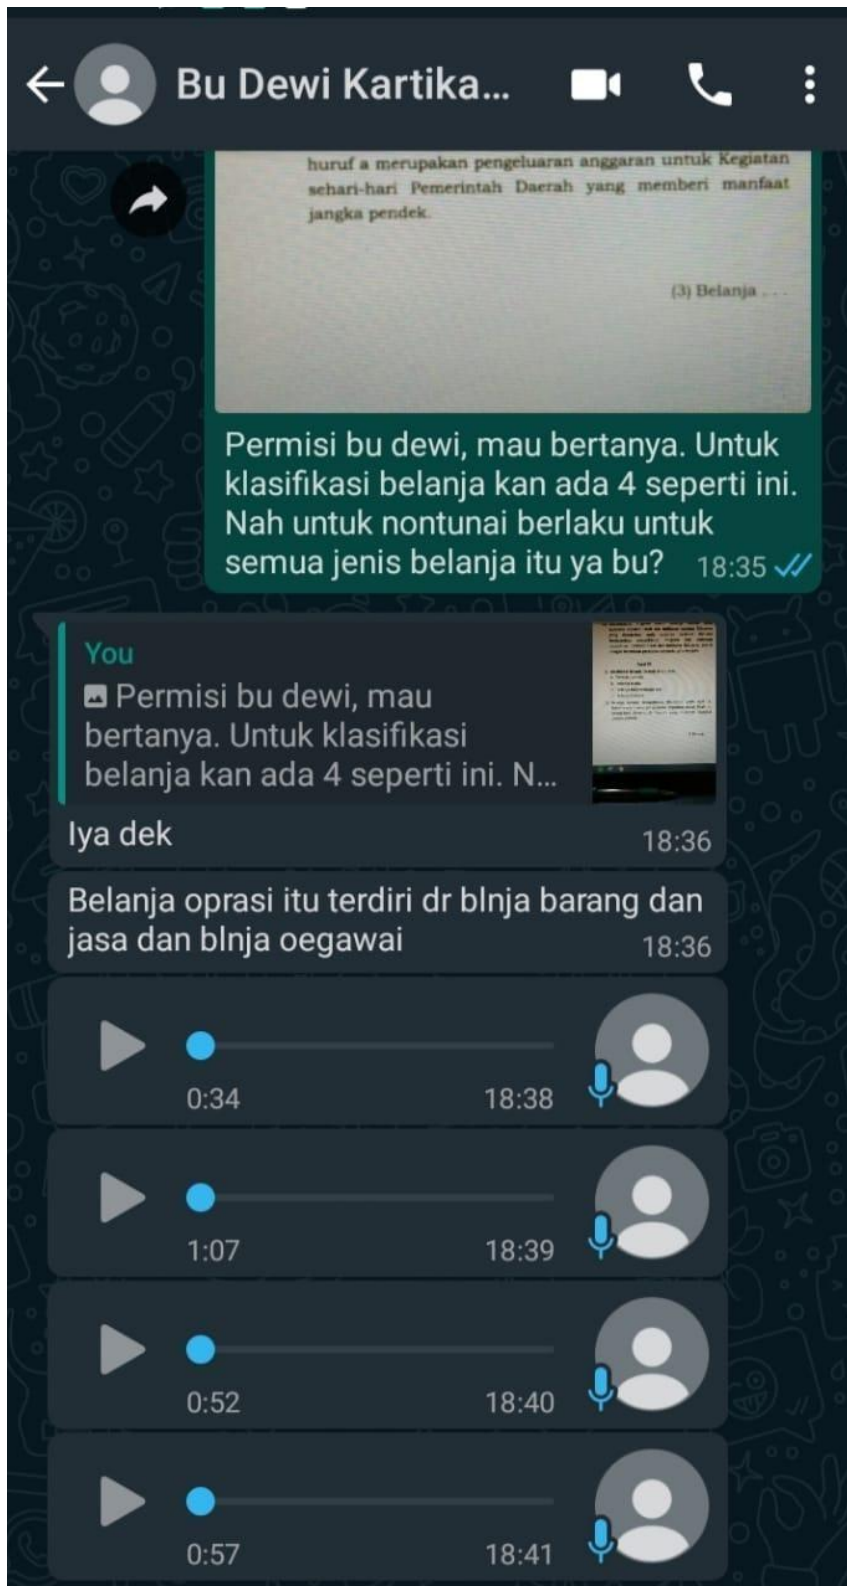 Bu Dewi Kartika...
huruf a merupakan pengeluaran anggaran untuk Kegiatan
sehari-hari Pemerintah Daerah yang memberi manfaat
jangka pendek.
(3) Belanja . . .
Permisi bu dewi, mau bertanya. Untuk
klasifikasi belanja kan ada 4 seperti ini.
Nah untuk nontunai berlaku untuk
semua jenis belanja itu ya bu? 18:35
You
Permisi bu dewi, mau
bertanya. Untuk klasifikasi
belanja kan ada 4 seperti ini. N...
Iya dek 18:36
Belanja oprasi itu terdiri dr blnja barang dan
jasa dan blnja oegawai 18:36
0:34 18:38
1:07 18:39
0:52 18:40
0:57 18:41